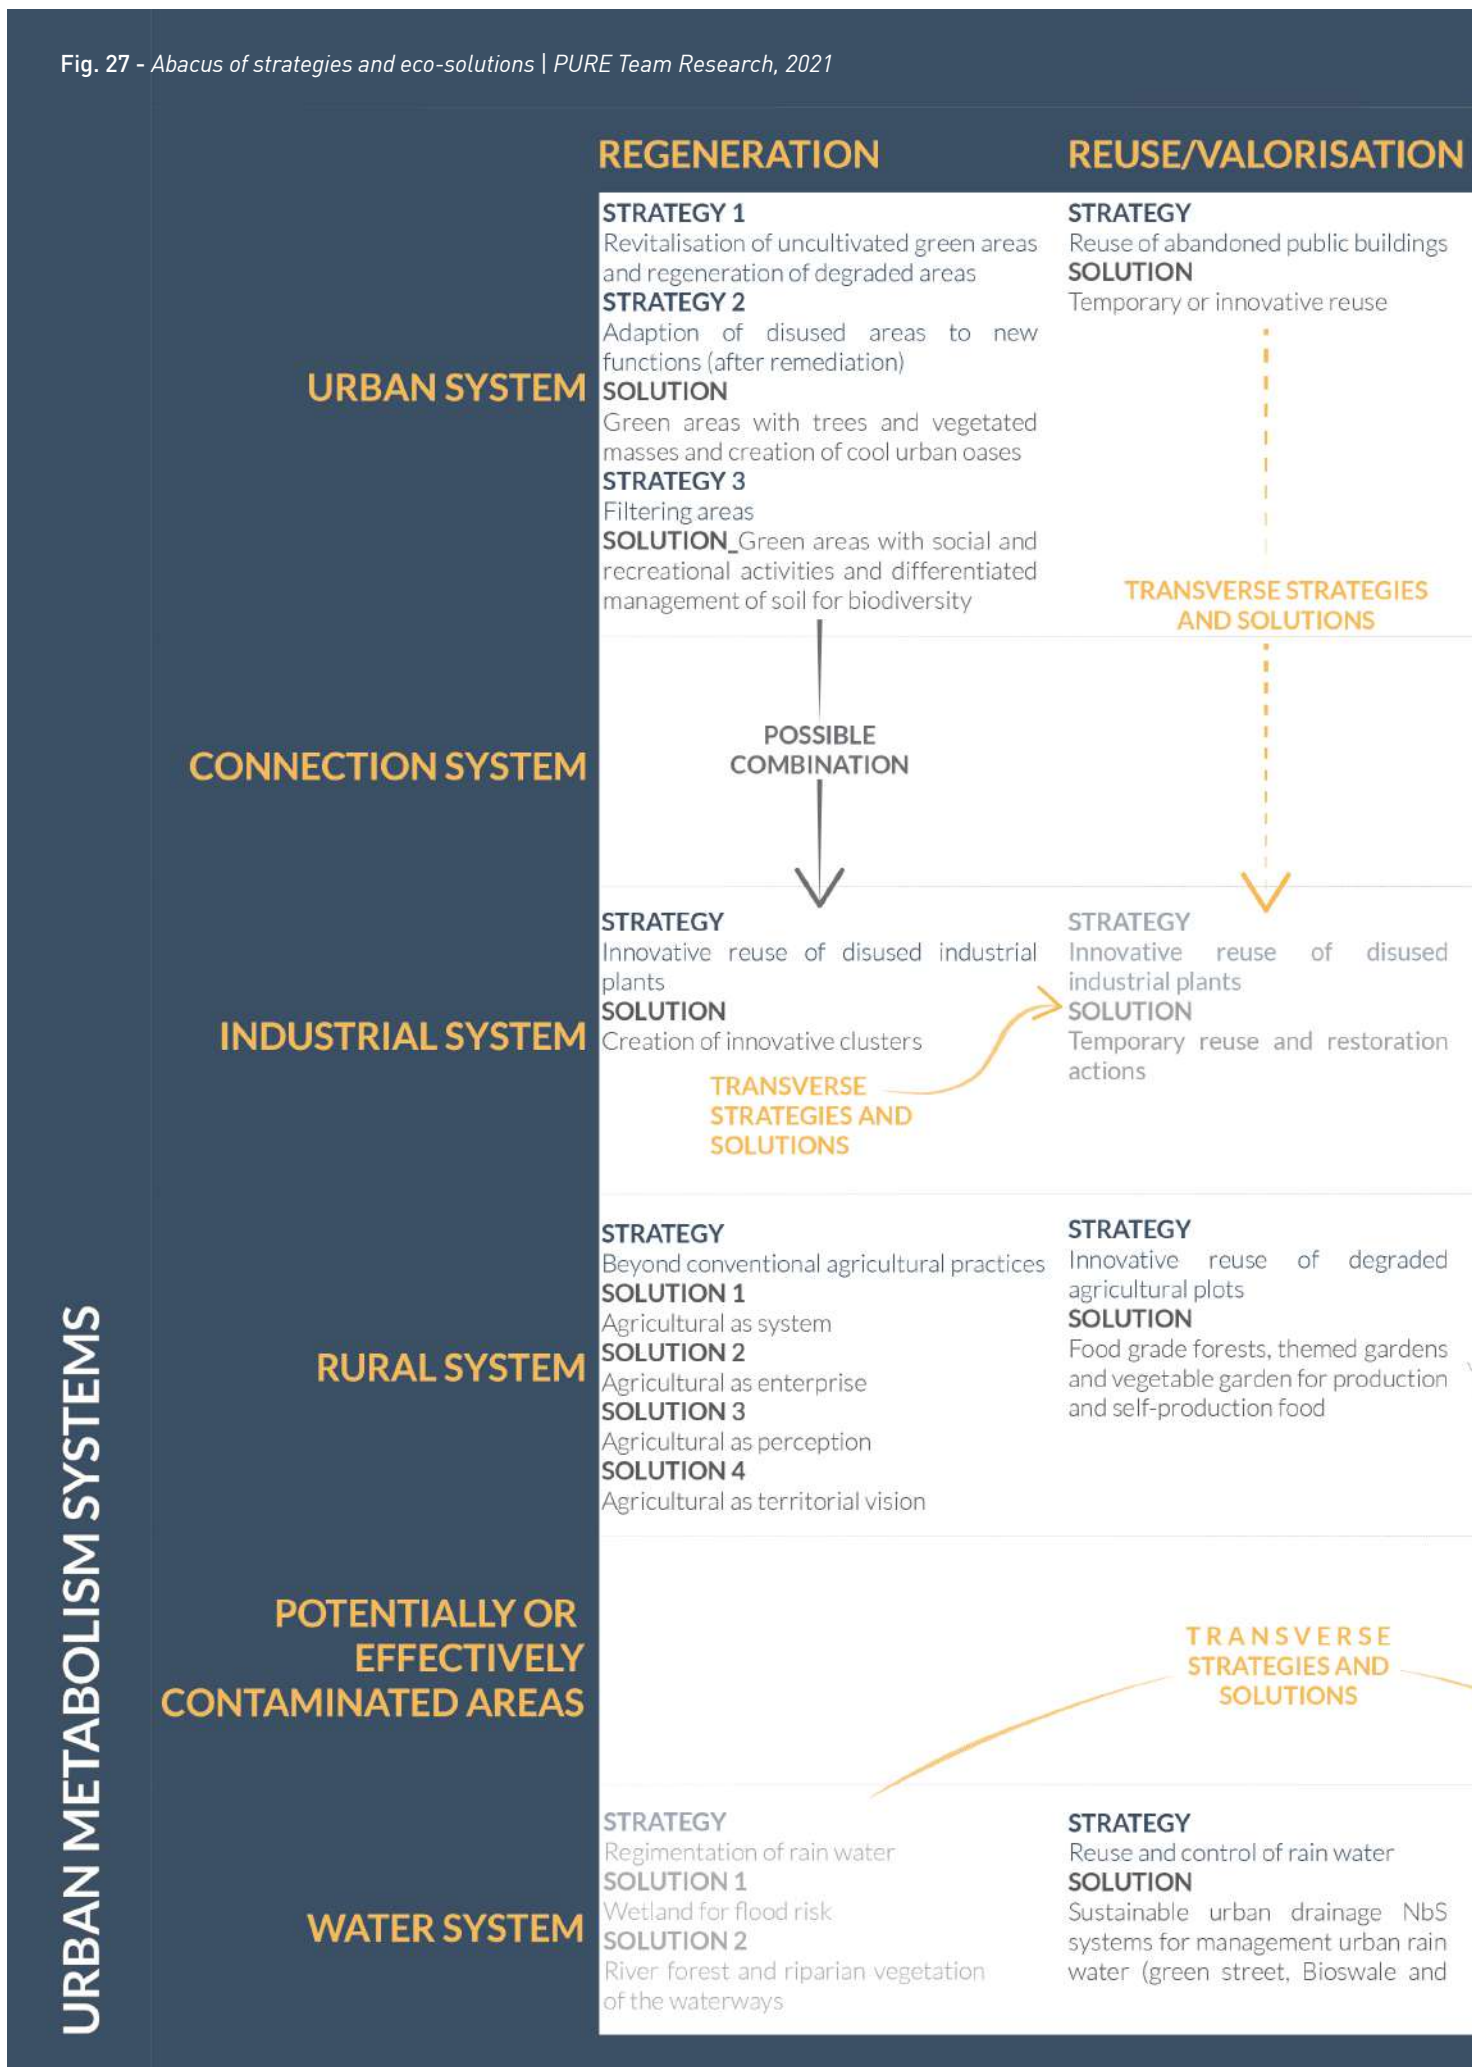 Fig. 27 - Abacus of strategies and eco-solutions | PURE Team Research, 2021
REGENERATION
REUSE/VALORISATION
URBAN METABOLISM SYSTEMS
URBAN SYSTEM
STRATEGY 1
Revitalisation of uncultivated green areas
and regeneration of degraded areas
STRATEGY 2
Adaption of disused areas to new
functions (after remediation)
SOLUTION
Green areas with trees and vegetated
masses and creation of cool urban oases
STRATEGY 3
Filtering areas
SOLUTION_Green areas with social and
recreational activities and differentiated
management of soil for biodiversity
STRATEGY
Reuse of abandoned public buildings
SOLUTION
Temporary or innovative reuse
TRANSVERSE STRATEGIES
AND SOLUTIONS
CONNECTION SYSTEM
POSSIBLE
COMBINATION
INDUSTRIAL SYSTEM
STRATEGY
Innovative reuse of disused industrial
plants
SOLUTION
Creation of innovative clusters
TRANSVERSE
STRATEGIES AND
SOLUTIONS
STRATEGY
Innovative reuse of disused
industrial plants
SOLUTION
Temporary reuse and restoration
actions
RURAL SYSTEM
STRATEGY
Beyond conventional agricultural practices
SOLUTION 1
Agricultural as system
SOLUTION 2
Agricultural as enterprise
SOLUTION 3
Agricultural as perception
SOLUTION 4
Agricultural as territorial vision
STRATEGY
Innovative reuse of degraded
agricultural plots
SOLUTION
Food grade forests, themed gardens
and vegetable garden for production
and self-production food
POTENTIALLY OR
EFFECTIVELY
CONTAMINATED AREAS
TRANSVERSE
STRATEGIES AND
SOLUTIONS
WATER SYSTEM
STRATEGY
Regimentation of rain water
SOLUTION 1
Wetland for flood risk
SOLUTION 2
River forest and riparian vegetation
of the waterways
STRATEGY
Reuse and control of rain water
SOLUTION
Sustainable urban drainage NbS
systems for management urban rain
water (green street, Bioswale and